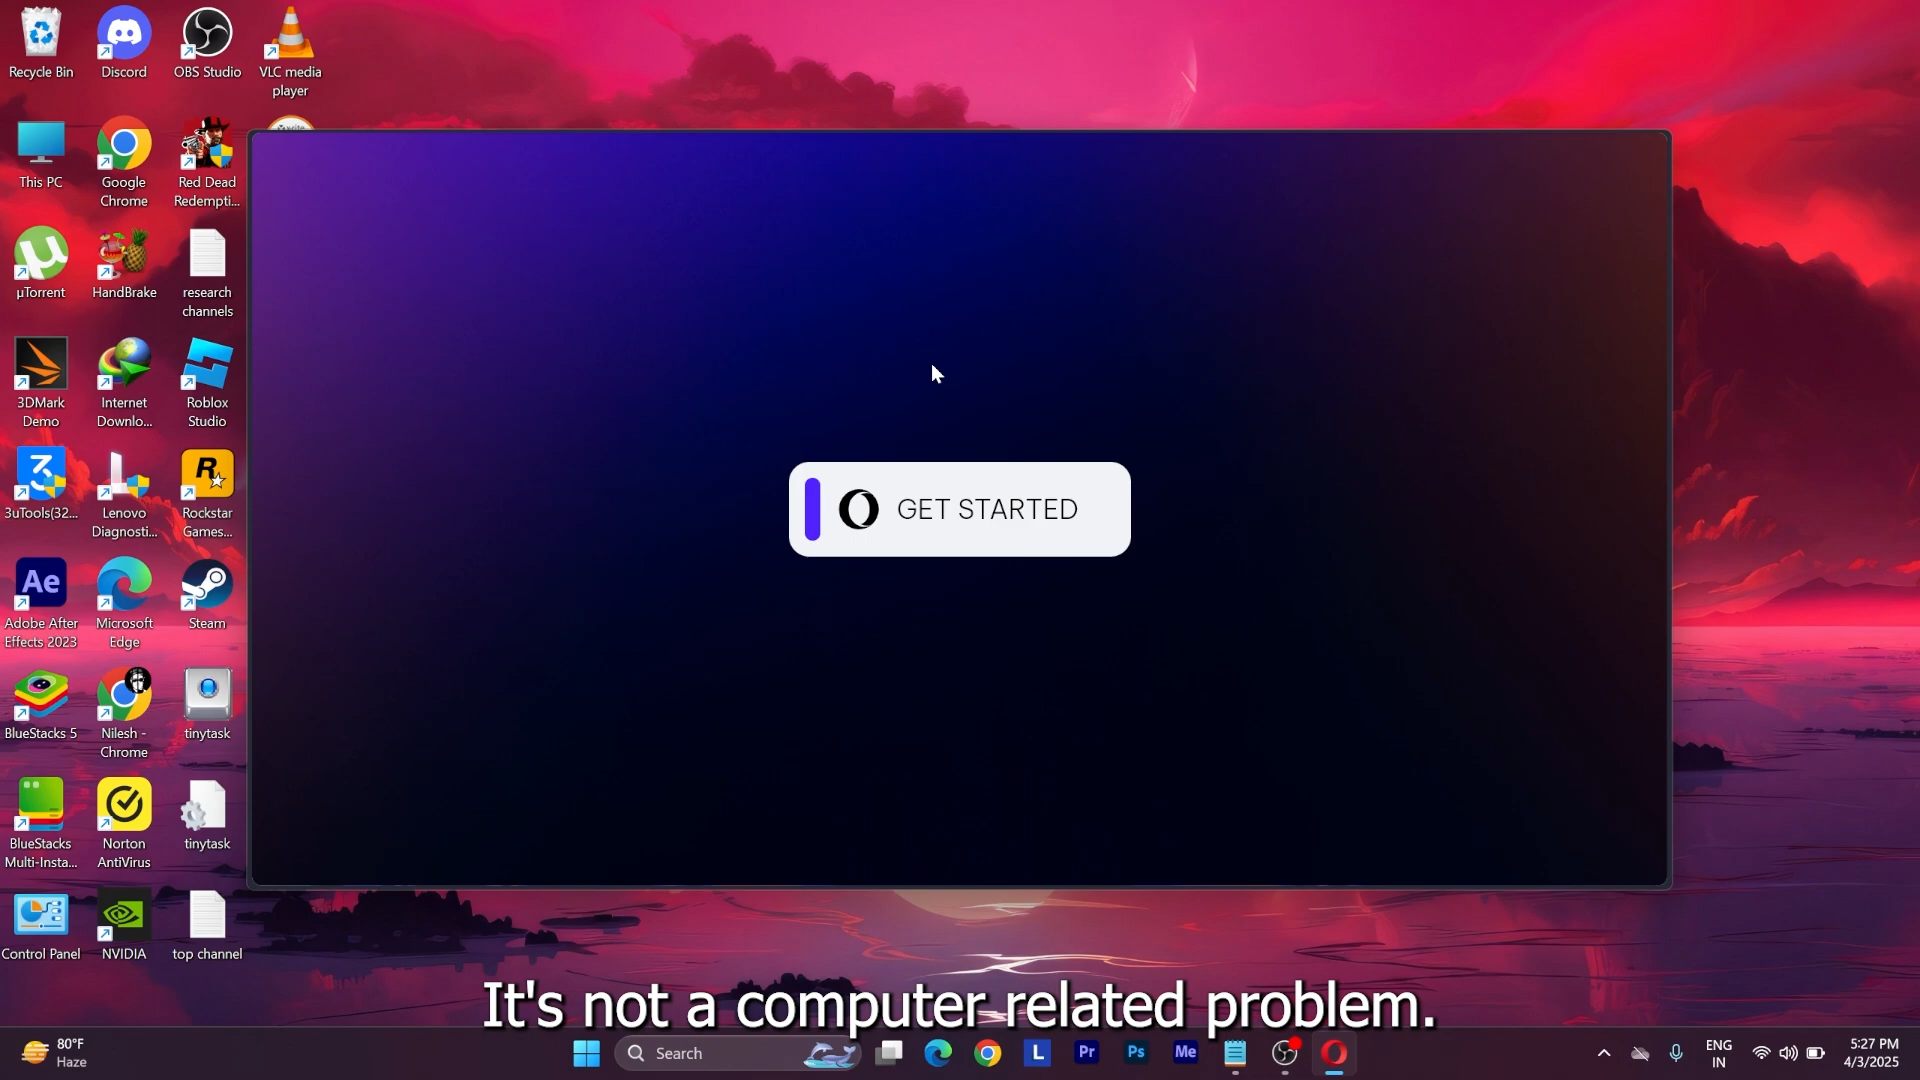 Recycle Bin
Discord
OBS Studio
VLC media
player
This PC
Google
Chrome
Red Dead
Redempti...
µTorrent
HandBrake
research
channels
3DMark
Demo
Internet
Downlo...
Roblox
Studio
3uTools(32...
Lenovo
Diagnosti...
Rockstar
Games...
Adobe After
Effects 2023
Microsoft
Edge
Steam
BlueStacks 5
Nilesh -
Chrome
tinytask
BlueStacks
Multi-Insta...
Norton
AntiVirus
tinytask
Control Panel
NVIDIA
top channel
GET STARTED
It's not a computer related problem.
80°F
Haze
Search
L
Pr
Ps
Me
ENG
IN
5:27 PM
4/3/2025